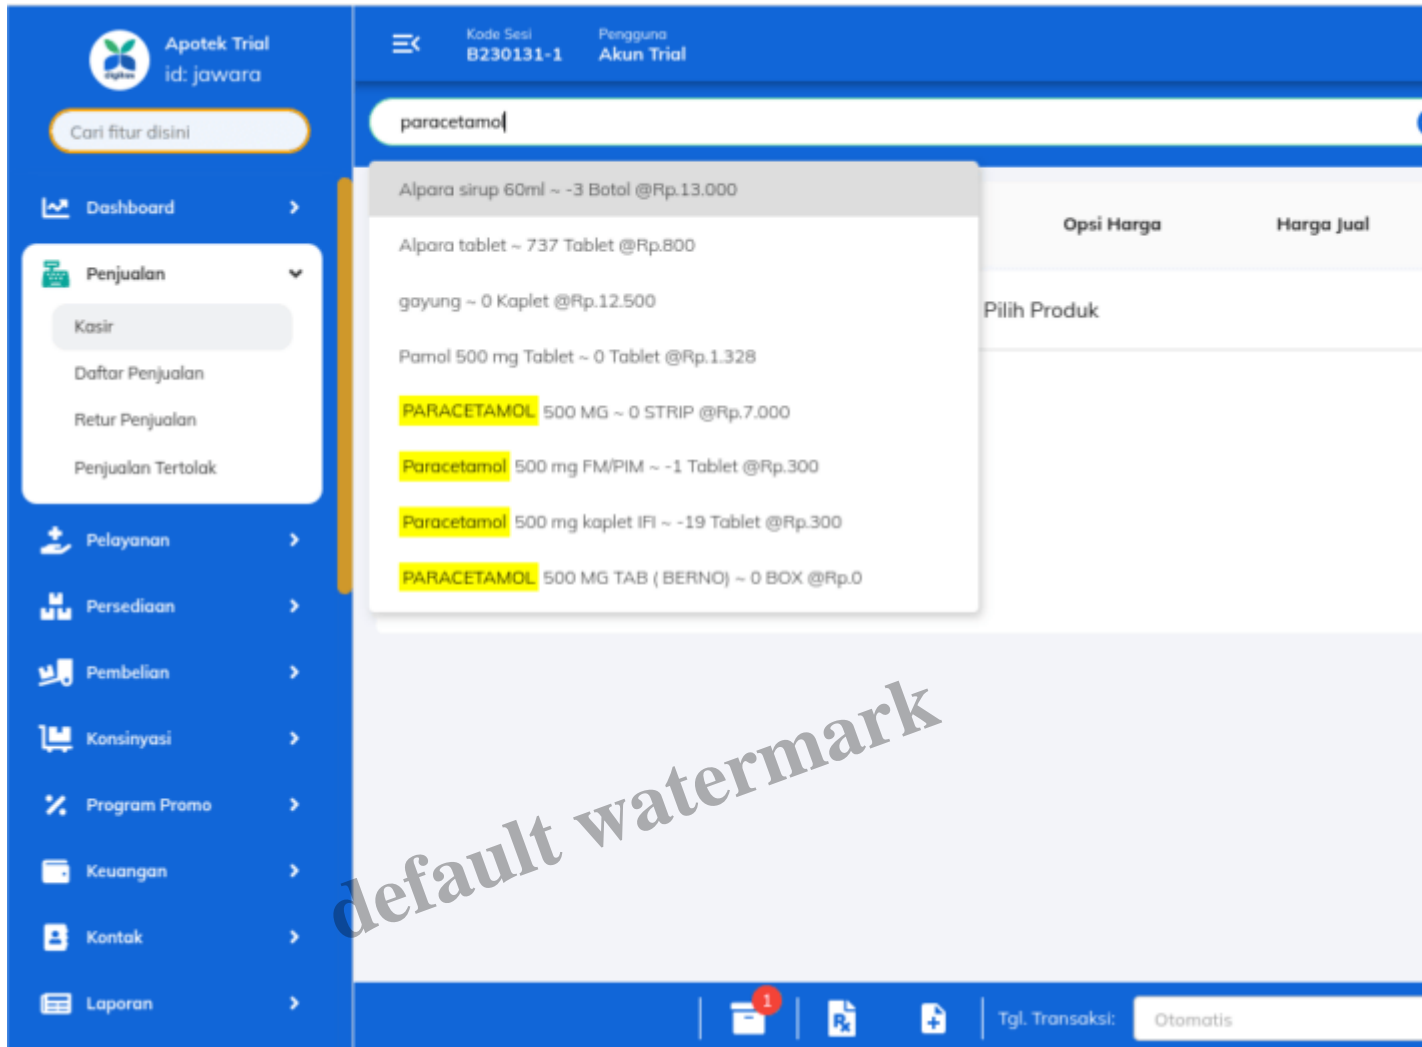 Apotek Trial
id: jawara
digitus
Cari fitur disini
Dashboard
Penjualan
Kasir
Daftar Penjualan
Retur Penjualan
Penjualan Tertolak
Pelayanan
Persediaan
Pembelian
Konsinyasi
Program Promo
Keuangan
Kontak
Laporan
Kode Sesi
B230131-1
Pengguna
Akun Trial
paracetamol
Alpara sirup 60ml ~ -3 Botol @Rp.13.000
Alpara tablet ~ 737 Tablet @Rp.800
gayung ~ 0 Kaplet @Rp.12.500
Pamol 500 mg Tablet ~ 0 Tablet @Rp.1.328
PARACETAMOL 500 MG ~ 0 STRIP @Rp.7.000
Paracetamol 500 mg FM/PIM ~ -1 Tablet @Rp.300
Paracetamol 500 mg kaplet IFI ~ -19 Tablet @Rp.300
PARACETAMOL 500 MG TAB ( BERNO) ~ 0 BOX @Rp.0
Opsi Harga
Harga Jual
Pilih Produk
default watermark
1
Rx
Tgl. Transaksi:
Otomatis